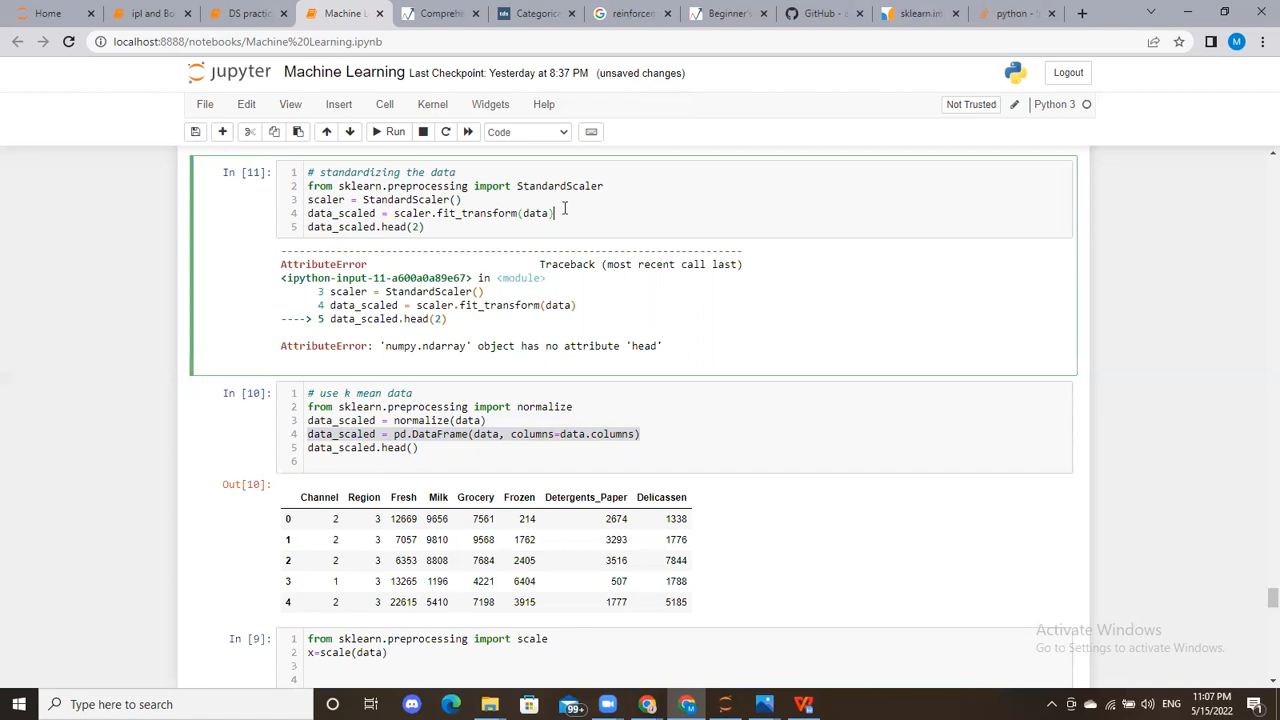 Home
ipl and Bo
DS practic
Machine L
Comprehe
Categorica
reinforcem
Beginner's
GitHub - a
sklearn.im
python - S
localhost:8888/notebooks/Machine%20Learning.ipynb
M
jupyter Machine Learning Last Checkpoint: Yesterday at 8:37 PM (unsaved changes)
Logout
File Edit View Insert Cell Kernel Widgets Help
Not Trusted
Python 3
Run
Code
In [11]:
1 # standardizing the data
2 from sklearn.preprocessing import StandardScaler
3 scaler = StandardScaler()
4 data_scaled = scaler.fit_transform(data)
5 data_scaled.head(2)
---------------------------------------------------------------------------
AttributeError Traceback (most recent call last)
<ipython-input-11-a600a0a89e67> in <module>
3 scaler = StandardScaler()
4 data_scaled = scaler.fit_transform(data)
----> 5 data_scaled.head(2)
AttributeError: 'numpy.ndarray' object has no attribute 'head'
In [10]:
1 # use k mean data
2 from sklearn.preprocessing import normalize
3 data_scaled = normalize(data)
4 data_scaled = pd.DataFrame(data, columns=data.columns)
5 data_scaled.head()
6
Out[10]:
Channel Region Fresh Milk Grocery Frozen Detergents_Paper Delicassen
0 2 3 12669 9656 7561 214 2674 1338
1 2 3 7057 9810 9568 1762 3293 1776
2 2 3 6353 8808 7684 2405 3516 7844
3 1 3 13265 1196 4221 6404 507 1788
4 2 3 22615 5410 7198 3915 1777 5185
In [9]:
1 from sklearn.preprocessing import scale
2 x=scale(data)
3
4
Activate Windows
Go to Settings to activate Windows.
Type here to search
99+
ENG
11:07 PM
5/15/2022